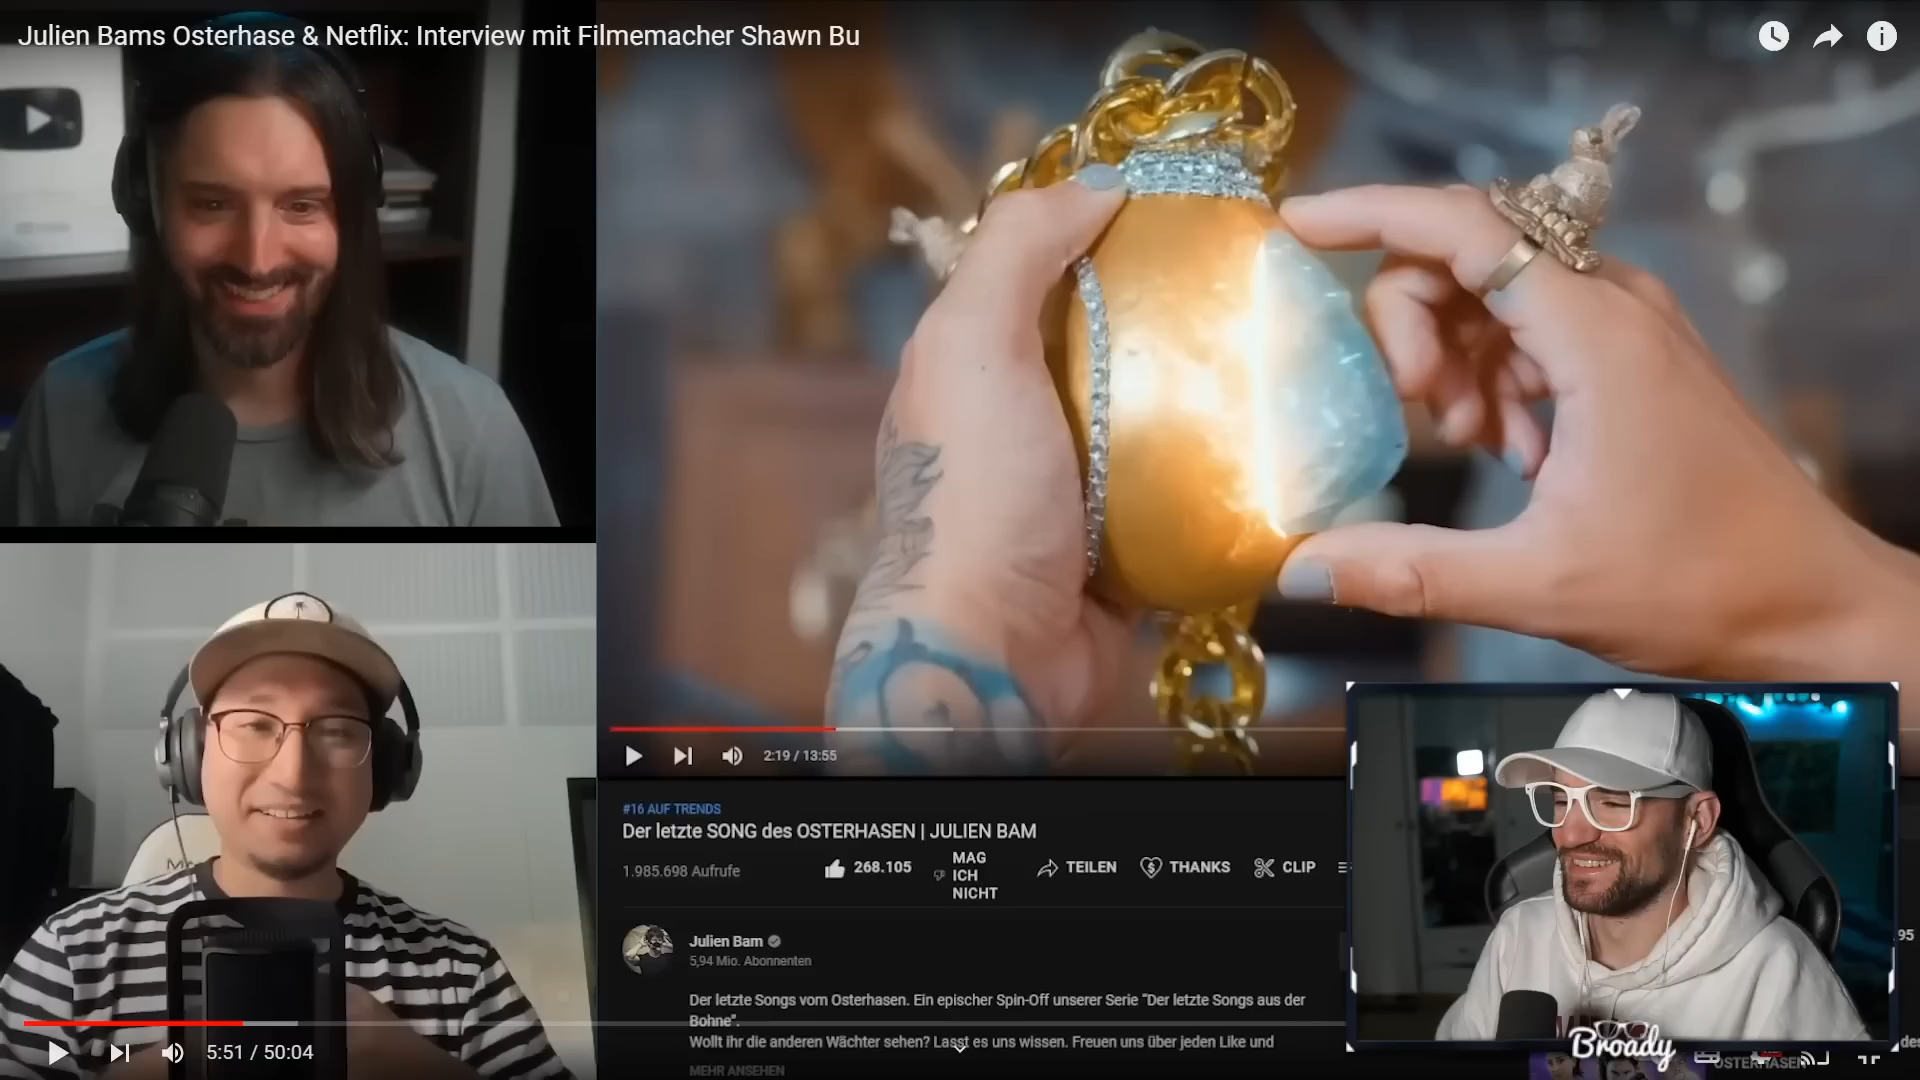 Julien Bams Osterhase & Netflix: Interview mit Filmemacher Shawn Bu
2:19 / 13:55
#16 AUF TRENDS
Der letzte SONG des OSTERHASEN | JULIEN BAM
1.985.698 Aufrufe
268.105
MAG
ICH
NICHT
TEILEN
THANKS
CLIP
Julien Bam
5,94 Mio. Abonnenten
Der letzte Songs vom Osterhasen. Ein epischer Spin-Off unserer Serie "Der letzte Songs aus der
Bohne".
Wollt ihr die anderen Wächter sehen? Lasst es uns wissen. Freuen uns über jeden Like und
MEHR ANSEHEN
5:51 / 50:04
Broady
OSTERHASEN
95